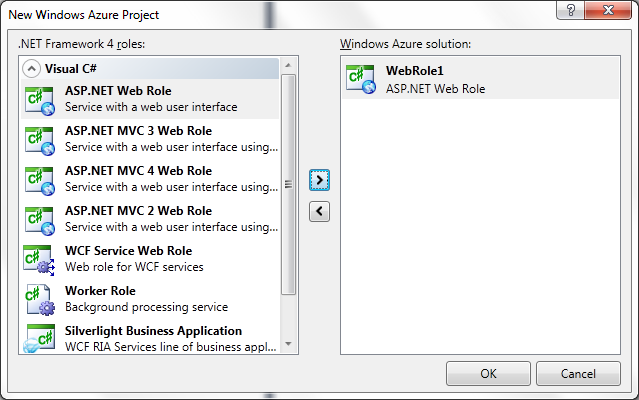 New Windows Azure Project
.NET Framework 4 roles:
Visual C#
ASP.NET Web Role
Service with a web user interface
ASP.NET MVC 3 Web Role
Service with a web user interface using...
ASP.NET MVC 4 Web Role
Service with a web user interface using...
ASP.NET MVC 2 Web Role
Service with a web user interface using...
WCF Service Web Role
Web role for WCF services
Worker Role
Background processing service
Silverlight Business Application
WCF RIA Services line of business appl...
>
<
Windows Azure solution:
WebRole1
ASP.NET Web Role
OK
Cancel